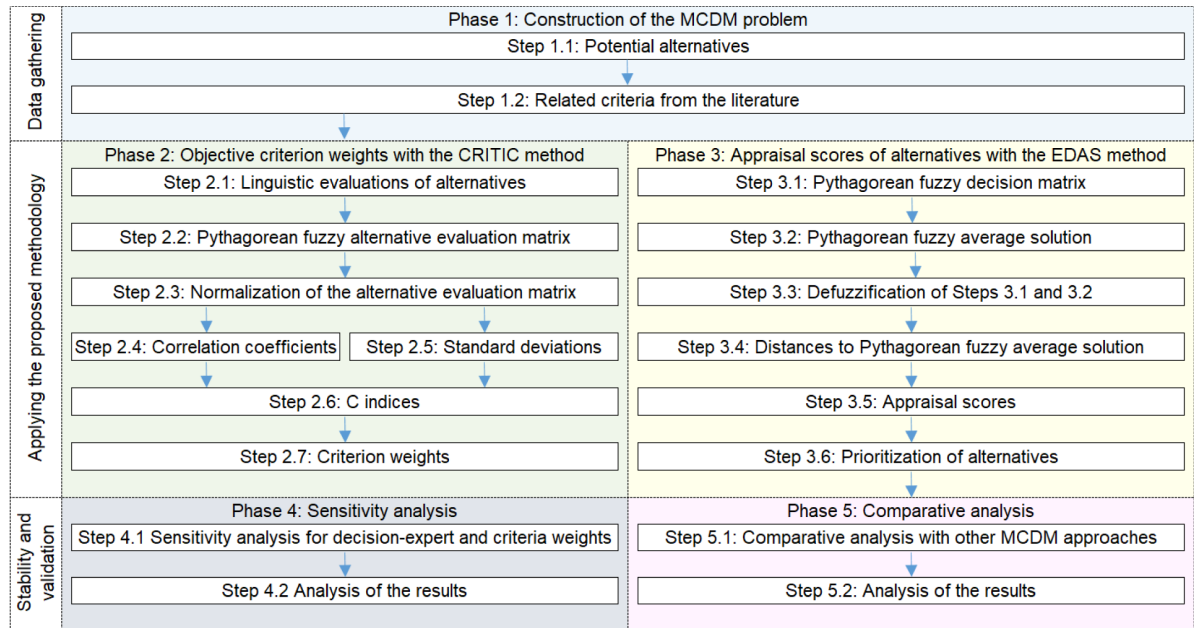 Data gathering
Phase 1: Construction of the MCDM problem
Step 1.1: Potential alternatives
Step 1.2: Related criteria from the literature
Applying the proposed methodology
Phase 2: Objective criterion weights with the CRITIC method
Step 2.1: Linguistic evaluations of alternatives
Step 2.2: Pythagorean fuzzy alternative evaluation matrix
Step 2.3: Normalization of the alternative evaluation matrix
Step 2.4: Correlation coefficients
Step 2.5: Standard deviations
Step 2.6: C indices
Step 2.7: Criterion weights
Phase 3: Appraisal scores of alternatives with the EDAS method
Step 3.1: Pythagorean fuzzy decision matrix
Step 3.2: Pythagorean fuzzy average solution
Step 3.3: Defuzzification of Steps 3.1 and 3.2
Step 3.4: Distances to Pythagorean fuzzy average solution
Step 3.5: Appraisal scores
Step 3.6: Prioritization of alternatives
Stability and
validation
Phase 4: Sensitivity analysis
Step 4.1 Sensitivity analysis for decision-expert and criteria weights
Step 4.2 Analysis of the results
Phase 5: Comparative analysis
Step 5.1: Comparative analysis with other MCDM approaches
Step 5.2: Analysis of the results